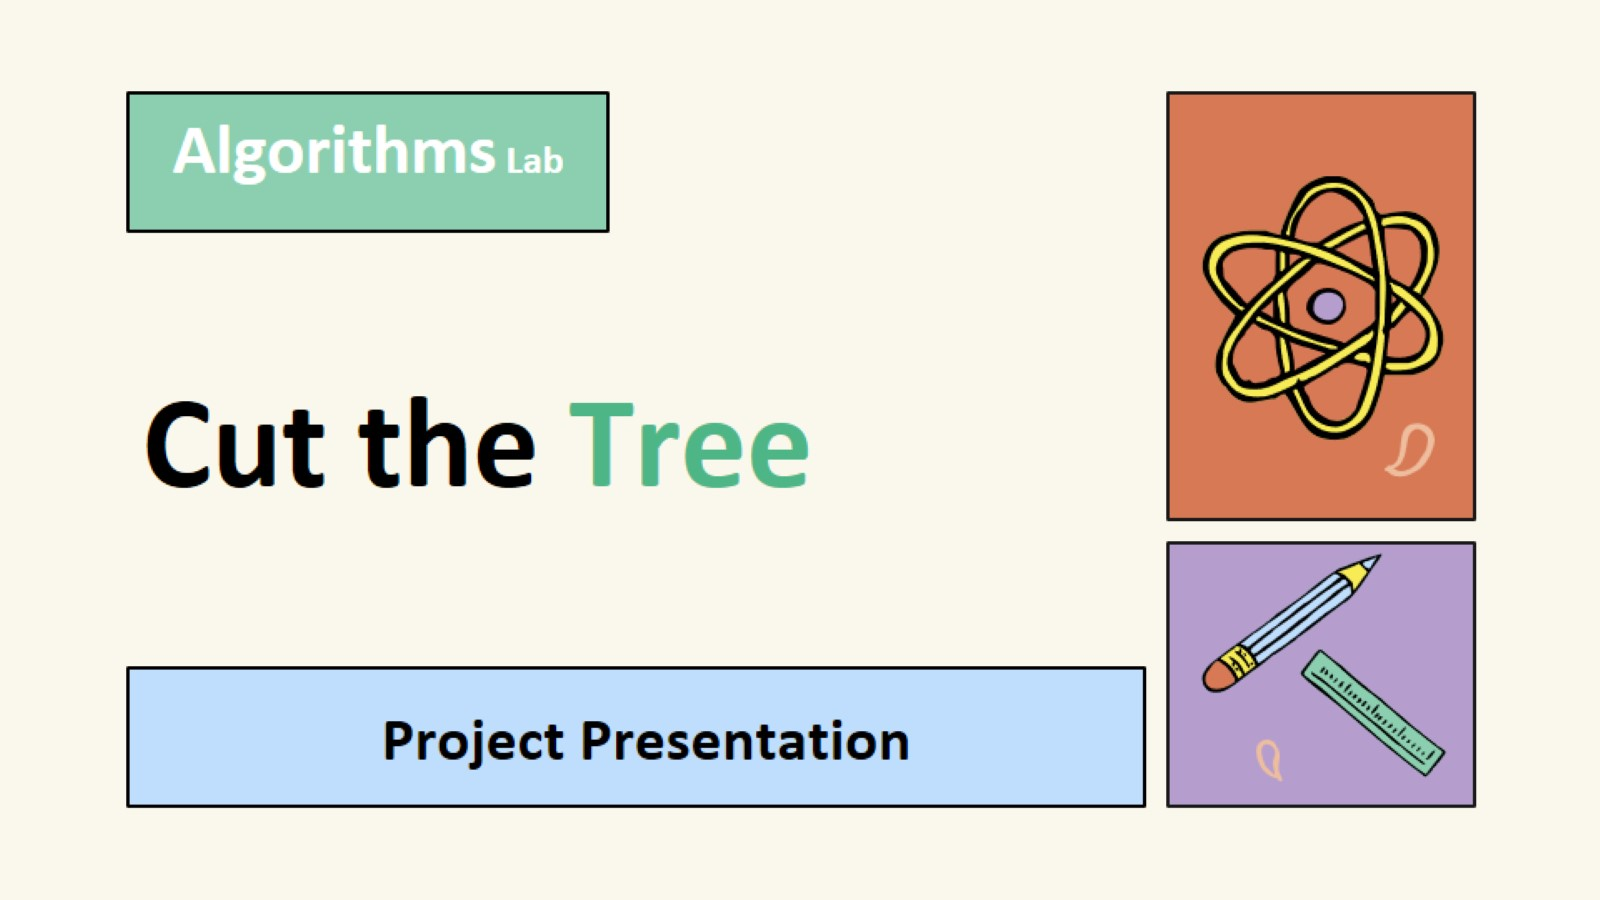 Algorithms Lab
Cut the Tree
Project Presentation